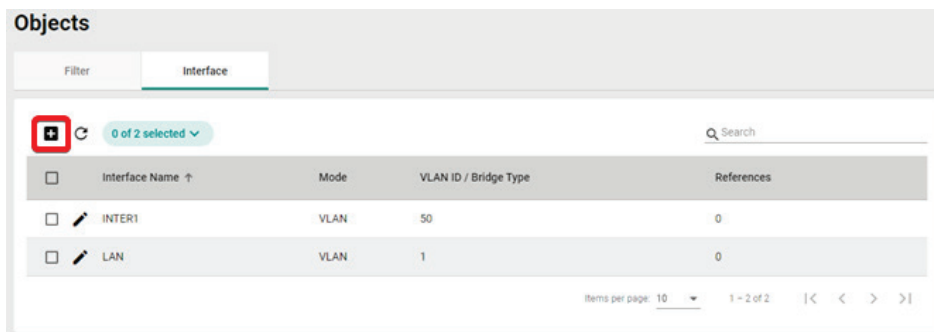 Objects
Filter Interface
0 of 2 selected Search
Interface Name ↑ Mode VLAN ID / Bridge Type References
INTER1 VLAN 50 0
LAN VLAN 1 0
Items per page: 10 1 – 2 of 2